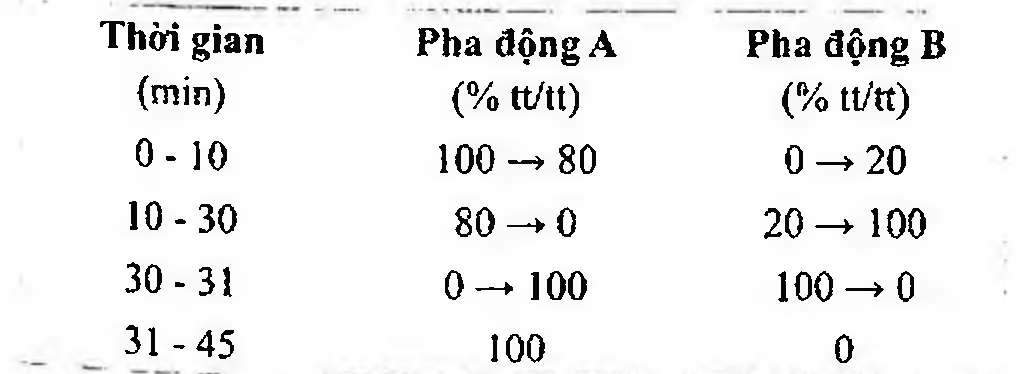 Thời gian Pha động A Pha động B
(min) (% tt/tt) (% tt/tt)
0 - 10 100 → 80 0 → 20
10 - 30 80 → 0 20 → 100
30 - 31 0 → 100 100 → 0
31 - 45 100 0